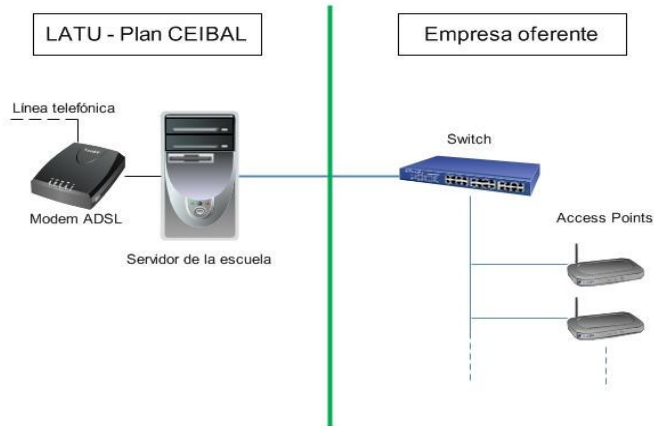 LATU - Plan CEIBAL
Empresa oferente
Línea telefónica
Switch
Modem ADSL
Access Points
Servidor de la escuela